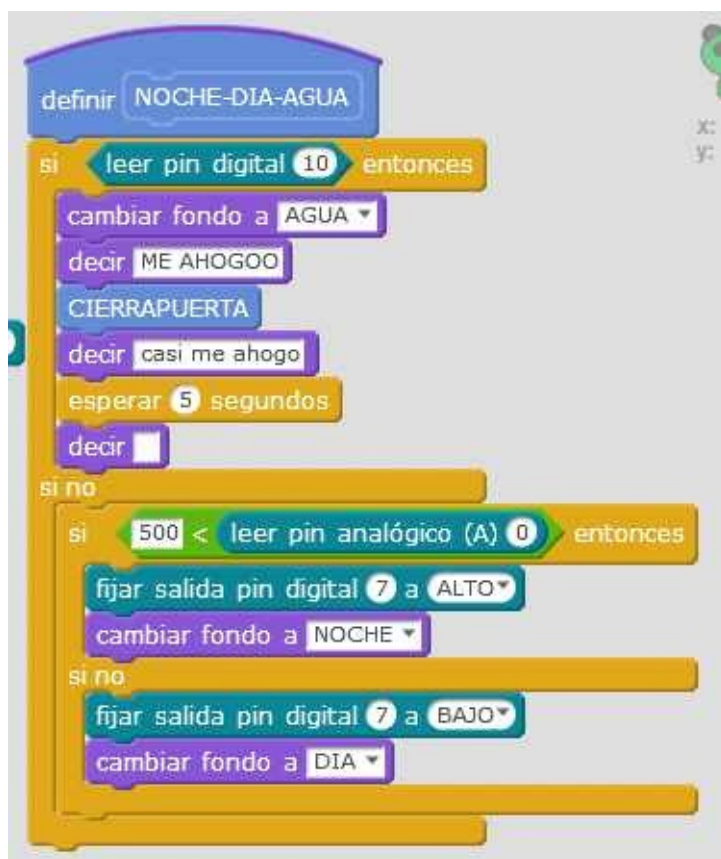 definir NOCHE-DIA-AGUA
si leer pin digital 10 entonces
cambiar fondo a AGUA
decir ME AHOGOO
CIERRAPUERTA
decir casi me ahogo
esperar 5 segundos
decir
si no
si 500 < leer pin analógico (A) 0 entonces
fijar salida pin digital 7 a ALTO
cambiar fondo a NOCHE
si no
fijar salida pin digital 7 a BAJO
cambiar fondo a DIA
x:
y: